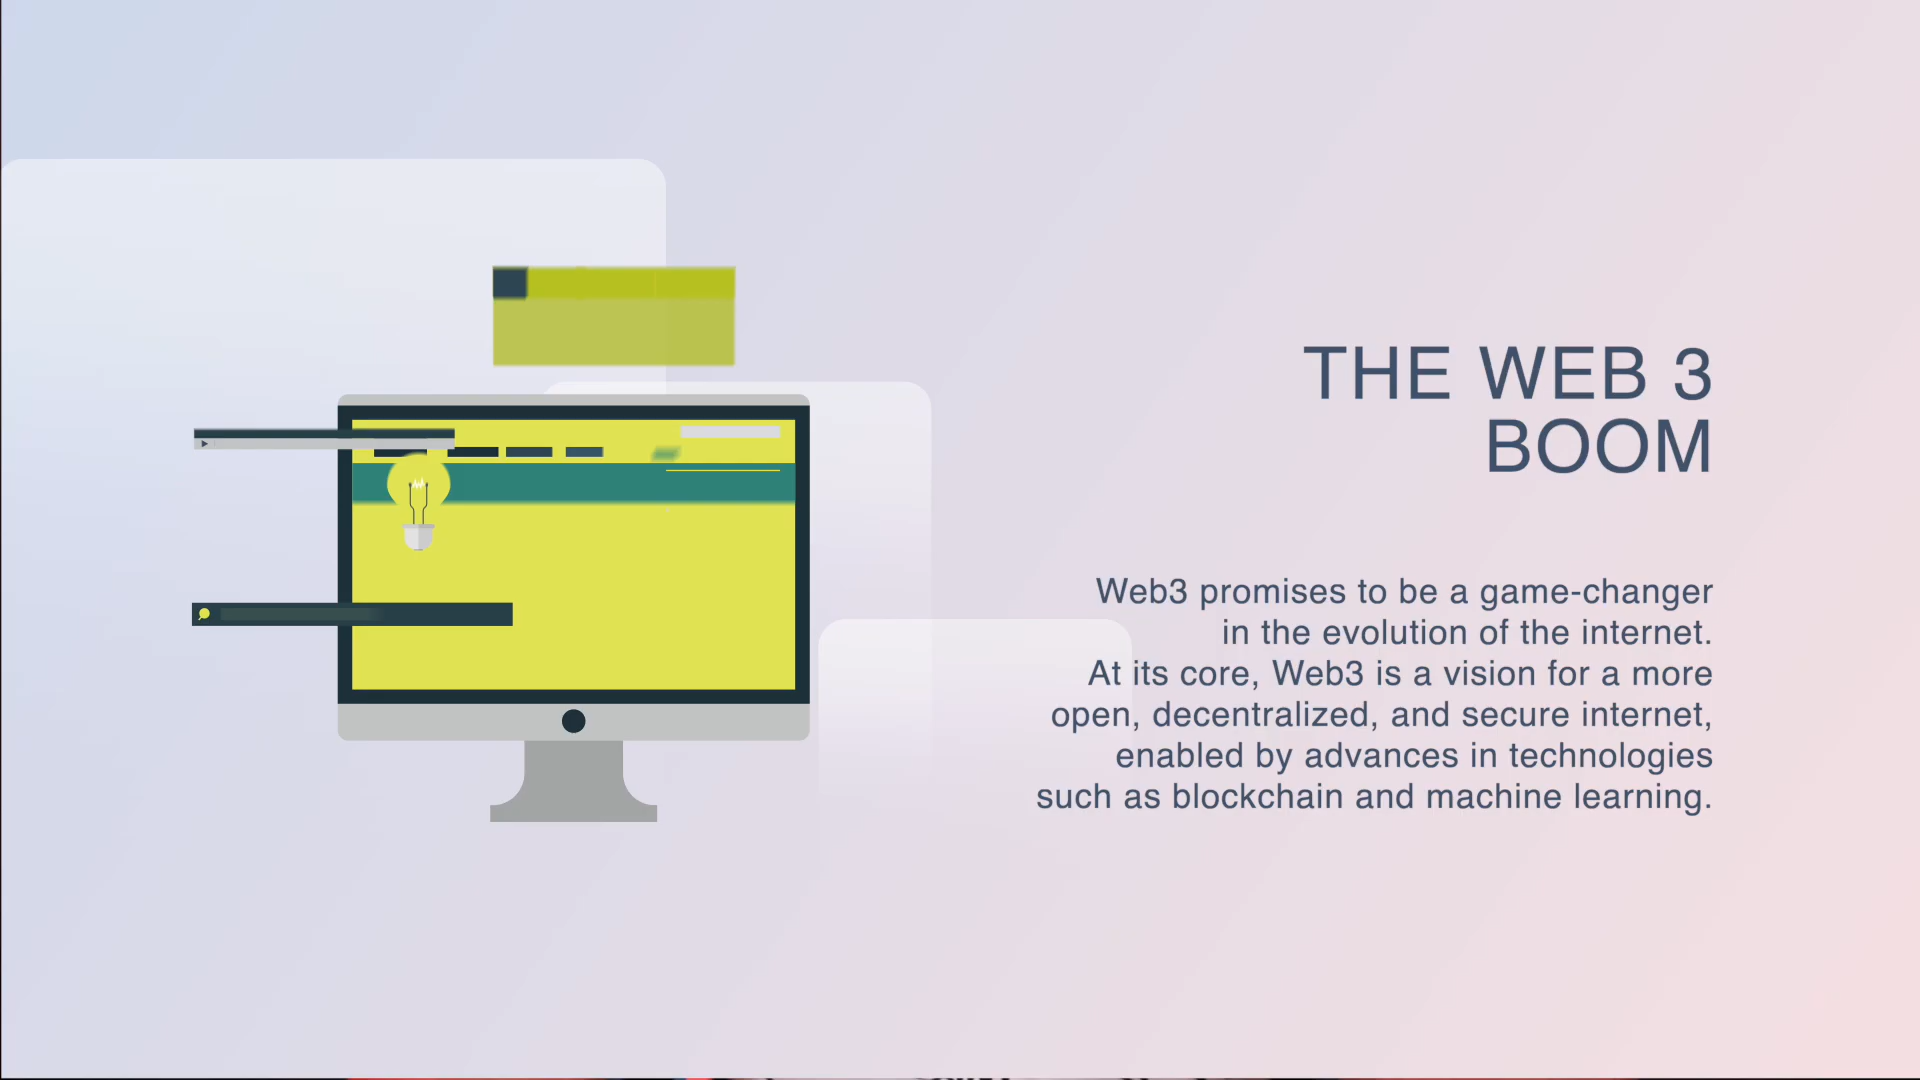 THE WEB 3
BOOM
Web3 promises to be a game-changer
in the evolution of the internet.
At its core, Web3 is a vision for a more
open, decentralized, and secure internet,
enabled by advances in technologies
such as blockchain and machine learning.